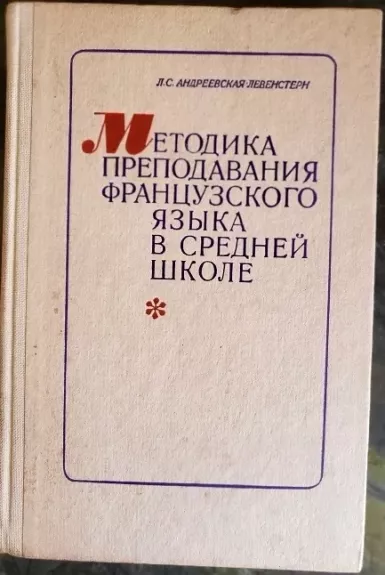 Л.С. АНДРЕЕВСКАЯ-ЛЕВЕНСТЕРН
МЕТОДИКА
ПРЕПОДАВАНИЯ
ФРАНЦУЗСКОГО
ЯЗЫКА
В СРЕДНЕЙ
ШКОЛЕ
*